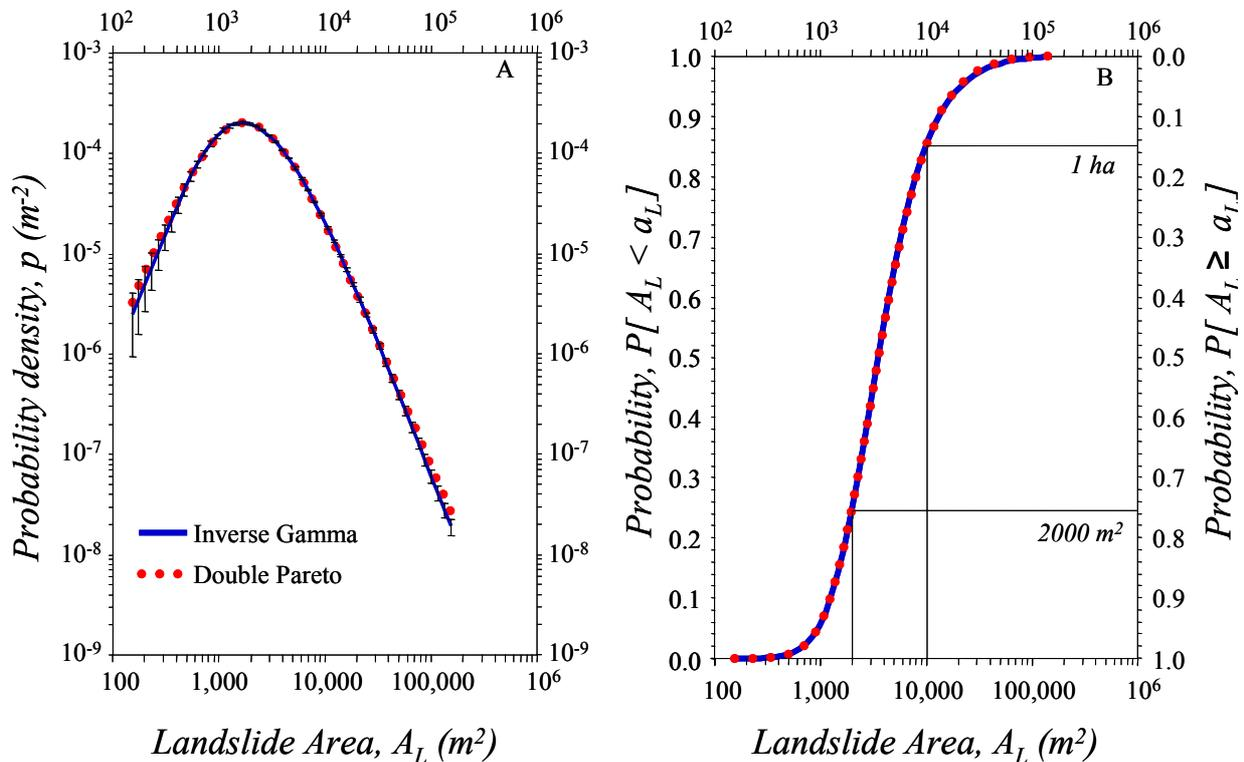 10² 10³ 10⁴ 10⁵ 10⁶
A
10⁻³ 10⁻³
10⁻⁴ 10⁻⁴
10⁻⁵ 10⁻⁵
10⁻⁶ 10⁻⁶
10⁻⁷ 10⁻⁷
10⁻⁸ 10⁻⁸
10⁻⁹ 10⁻⁹
Probability density, p (m⁻²)
Inverse Gamma
Double Pareto
100 1,000 10,000 100,000 10⁶
Landslide Area, A_L (m²)
10² 10³ 10⁴ 10⁵ 10⁶
B
1.0 0.0
0.9 0.1
0.8 0.2
0.7 0.3
0.6 0.4
0.5 0.5
0.4 0.6
0.3 0.7
0.2 0.8
0.1 0.9
0.0 1.0
Probability, P[ A_L < a_L]
Probability, P[ A_L ≥ a_L]
1 ha
2000 m²
100 1,000 10,000 100,000 10⁶
Landslide Area, A_L (m²)